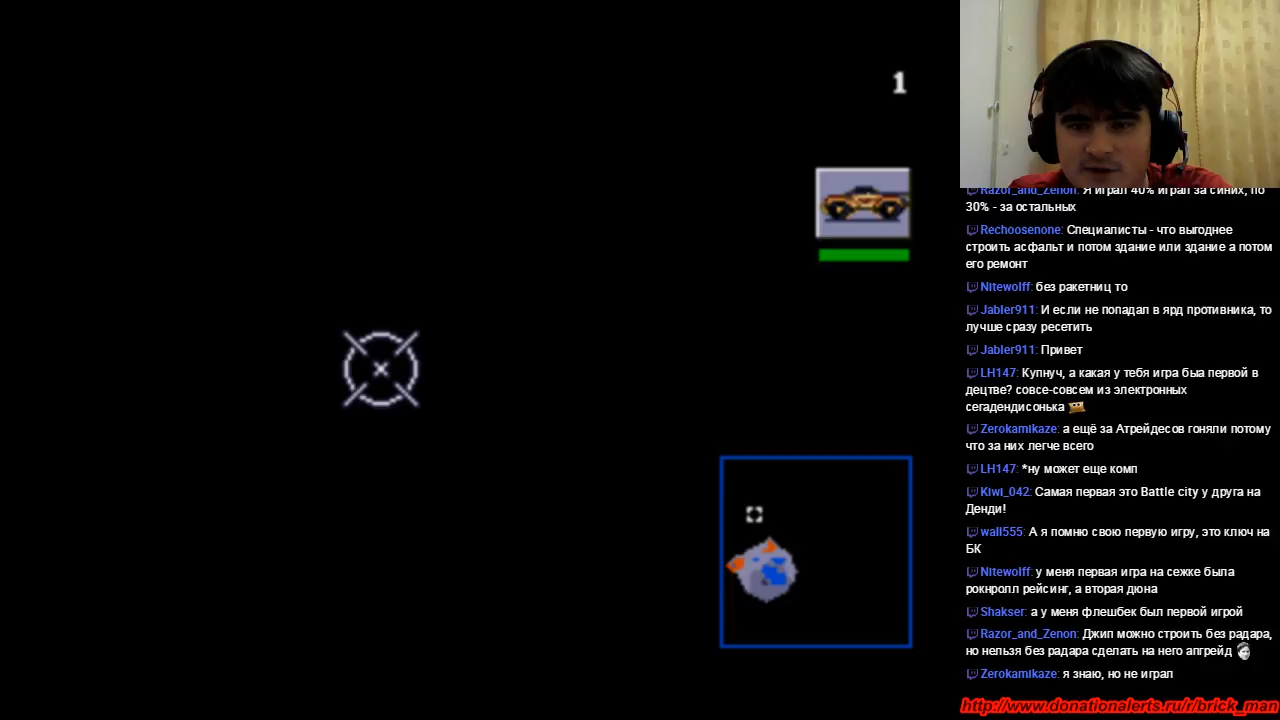 1
Razor_and_Zenon: Я играл 40% играл за синих, по
30% - за остальных
Rechoosenone: Специалисты - что выгоднее
строить асфальт и потом здание или здание а потом
его ремонт
Nitewolff: без ракетниц то
Jabler911: И если не попадал в ярд противника, то
лучше сразу ресетить
Jabler911: Привет
LH147: Купнуч, а какая у тебя игра быа первой в
децтве? совсе-совсем из электронных
сегадендисонька
Zerokamikaze: а ещё за Атрейдесов гоняли потому
что за них легче всего
LH147: *ну может еще комп
Kiwi_042: Самая первая это Battle city у друга на
Денди!
wall555: А я помню свою первую игру, это ключ на
БК
Nitewolff: у меня первая игра на сежке была
рокнролл рейсинг, а вторая дюна
Shakser: а у меня флешбек был первой игрой
Razor_and_Zenon: Джип можно строить без радара,
но нельзя без радара сделать на него апгрейд
Zerokamikaze: я знаю, но не играл
http://www.donationalerts.ru/r/brick_man